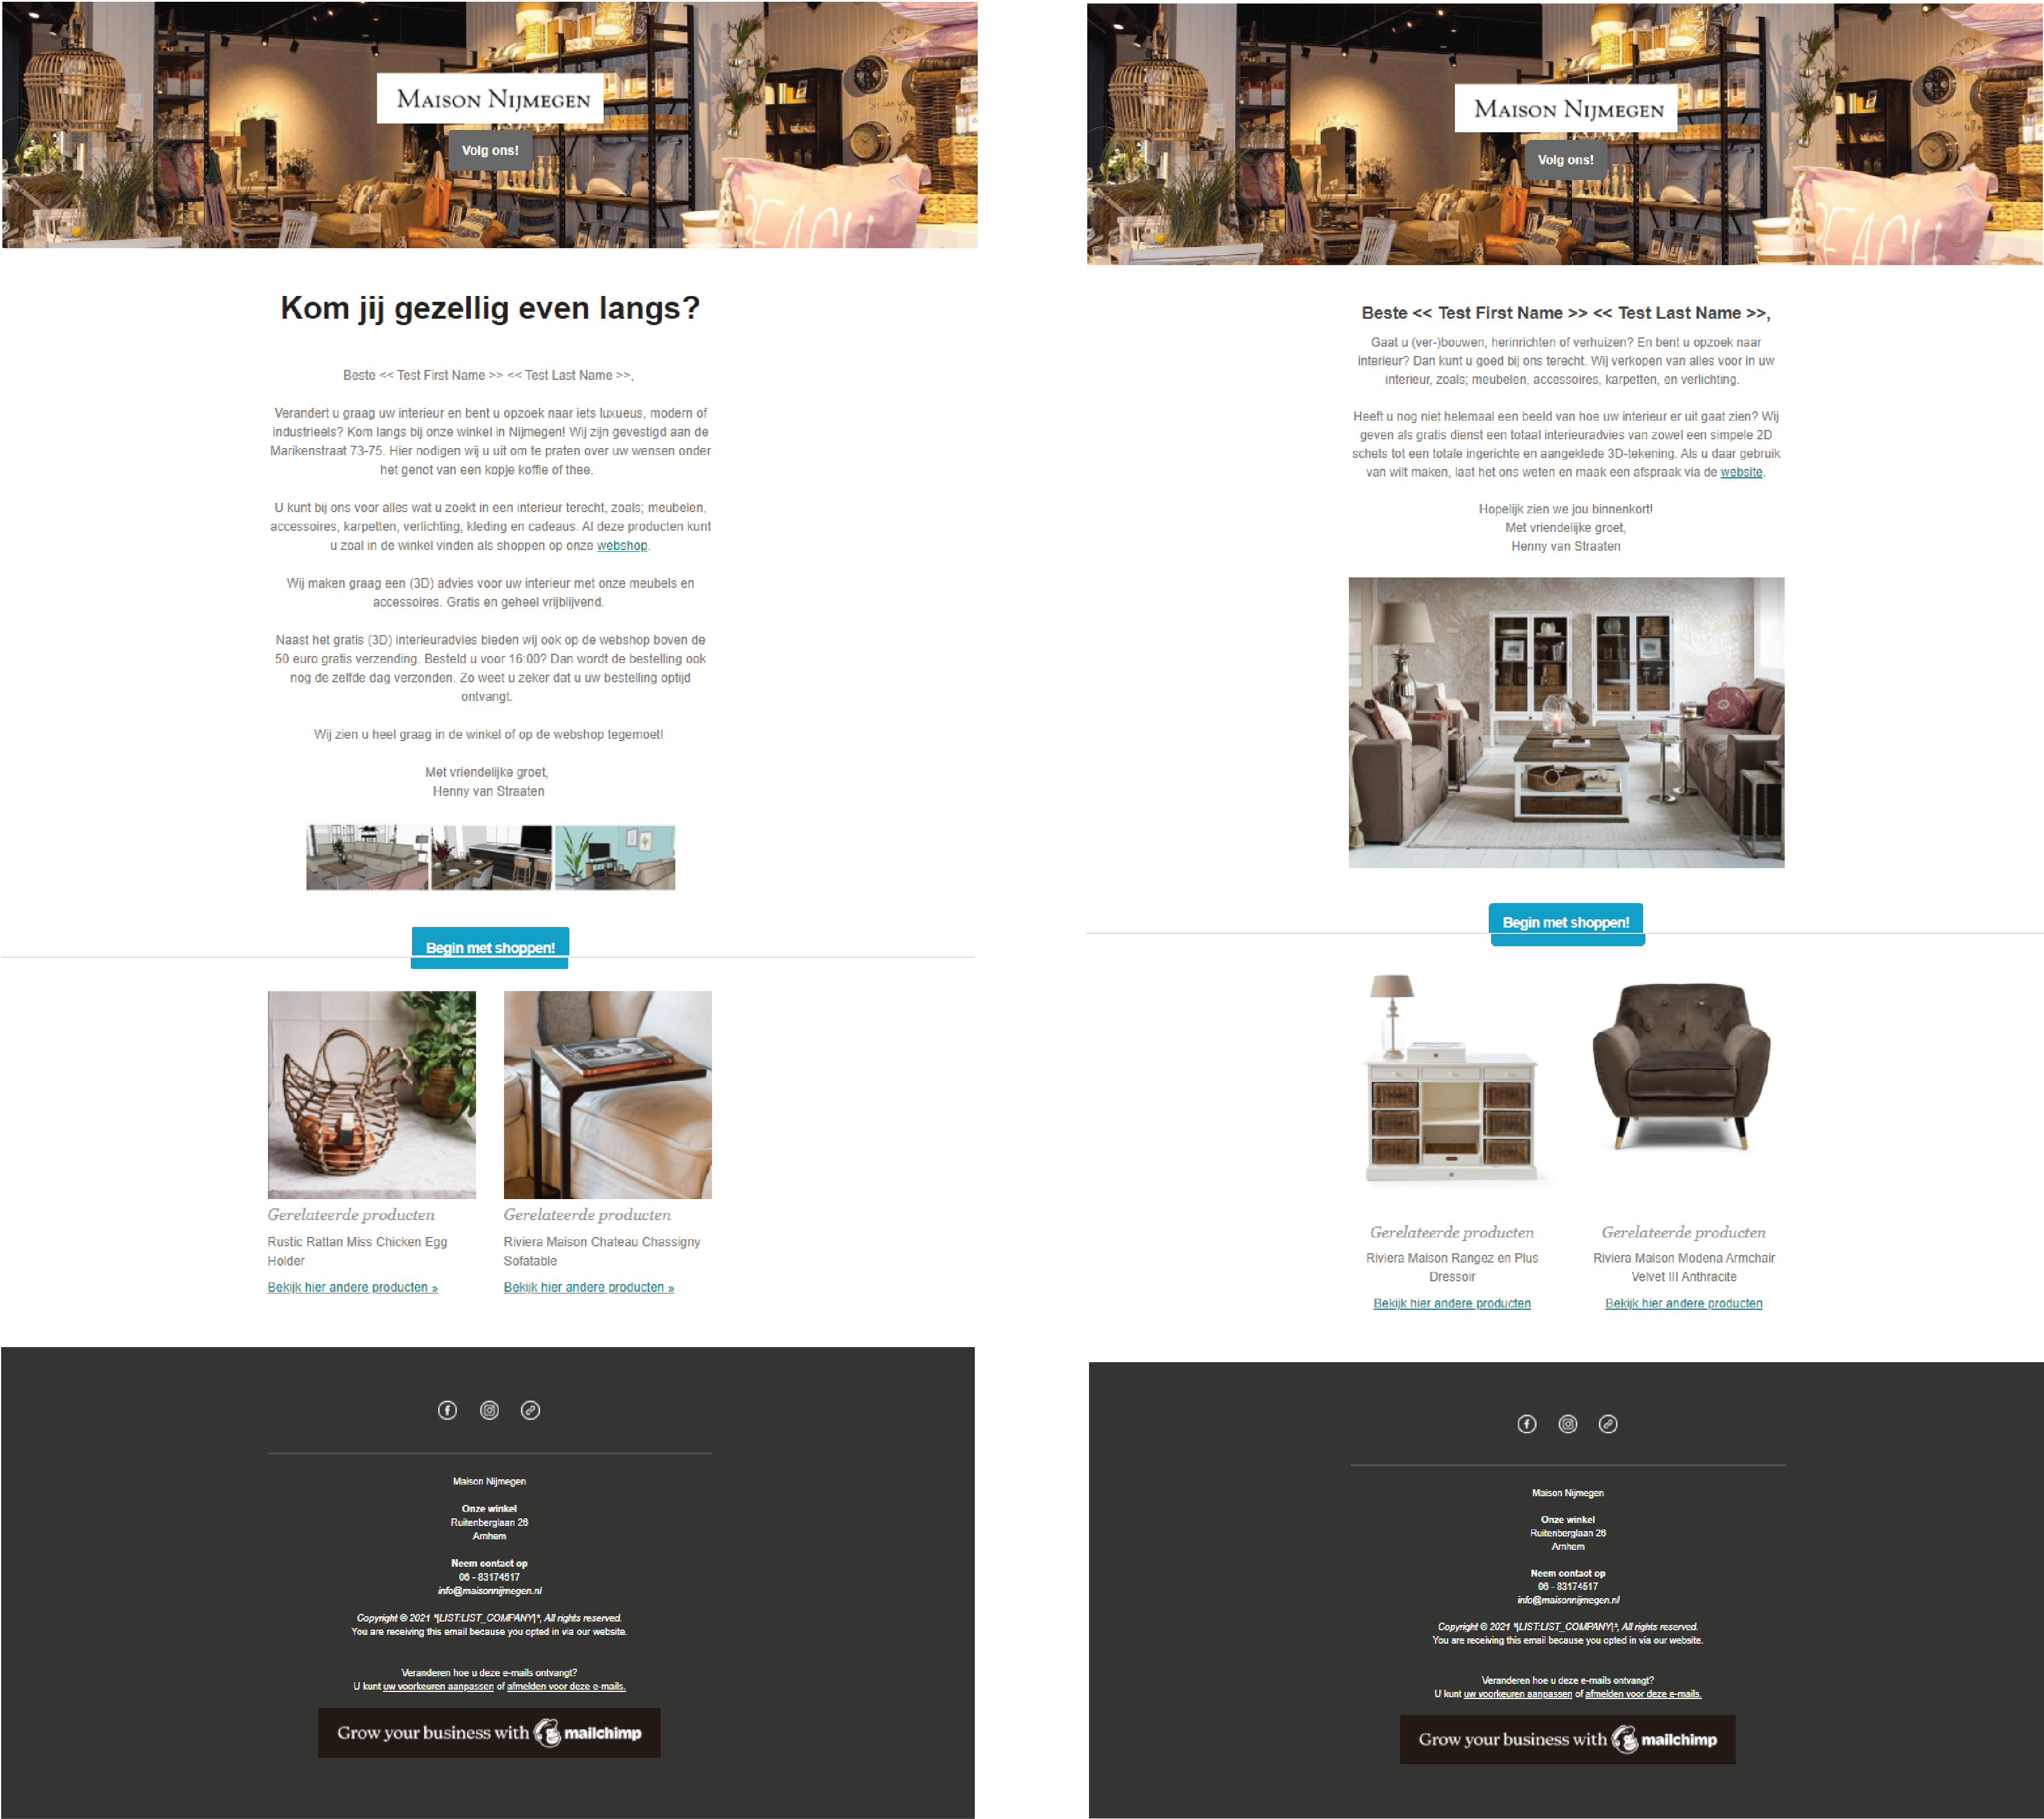 MAISON NIJMEGEN
Volg ons!
Kom jij gezellig even langs?
Beste << Test First Name >> << Test Last Name >>,
Verandert u graag uw interieur en bent u opzoek naar iets luxueus, modern of
industrieels? Kom langs bij onze winkel in Nijmegen! Wij zijn gevestigd aan de
Marikenstraat 73-75. Hier nodigen wij u uit om te praten over uw wensen onder
het genot van een kopje koffie of thee.
U kunt bij ons voor alles wat u zoekt in een interieur terecht, zoals; meubelen,
accessoires, karpetten, verlichting, kleding en cadeaus. Al deze producten kunt
u zoal in de winkel vinden als shoppen op onze webshop.
Wij maken graag een (3D) advies voor uw interieur met onze meubels en
accessoires. Gratis en geheel vrijblijvend.
Naast het gratis (3D) interieuradvies bieden wij ook op de webshop boven de
50 euro gratis verzending. Besteld u voor 16:00? Dan wordt de bestelling ook
nog de zelfde dag verzonden. Zo weet u zeker dat u uw bestelling optijd
ontvangt.
Wij zien u heel graag in de winkel of op de webshop tegemoet!
Met vriendelijke groet,
Henny van Straaten
Begin met shoppen!
Gerelateerde producten
Rustic Rattan Miss Chicken Egg
Holder
Bekijk hier andere producten »
Gerelateerde producten
Riviera Maison Chateau Chassigny
Sofatable
Bekijk hier andere producten »
Maison Nijmegen
Onze winkel
Ruitenberglaan 26
Arnhem
Neem contact op
06 - 83174517
info@maisonnijmegen.nl
Copyright © 2021 *|LIST:LIST_COMPANY|*, All rights reserved.
You are receiving this email because you opted in via our website.
Veranderen hoe u deze e-mails ontvangt?
U kunt uw voorkeuren aanpassen of afmelden voor deze e-mails.
Grow your business with mailchimp
MAISON NIJMEGEN
Volg ons!
BEACH
Beste << Test First Name >> << Test Last Name >>,
Gaat u (ver-)bouwen, herinrichten of verhuizen? En bent u opzoek naar
interieur? Dan kunt u goed bij ons terecht. Wij verkopen van alles voor in uw
interieur, zoals; meubelen, accessoires, karpetten, en verlichting.
Heeft u nog niet helemaal een beeld van hoe uw interieur er uit gaat zien? Wij
geven als gratis dienst een totaal interieuradvies van zowel een simpele 2D
schets tot een totale ingerichte en aangeklede 3D-tekening. Als u daar gebruik
van wilt maken, laat het ons weten en maak een afspraak via de website.
Hopelijk zien we jou binnenkort!
Met vriendelijke groet,
Henny van Straaten
Begin met shoppen!
Gerelateerde producten
Riviera Maison Rangez en Plus
Dressoir
Bekijk hier andere producten
Gerelateerde producten
Riviera Maison Modena Armchair
Velvet III Anthracite
Bekijk hier andere producten
Maison Nijmegen
Onze winkel
Ruitenberglaan 26
Arnhem
Neem contact op
06 - 83174517
info@maisonnijmegen.nl
Copyright © 2021 *|LIST:LIST_COMPANY|*, All rights reserved.
You are receiving this email because you opted in via our website.
Veranderen hoe u deze e-mails ontvangt?
U kunt uw voorkeuren aanpassen of afmelden voor deze e-mails.
Grow your business with mailchimp